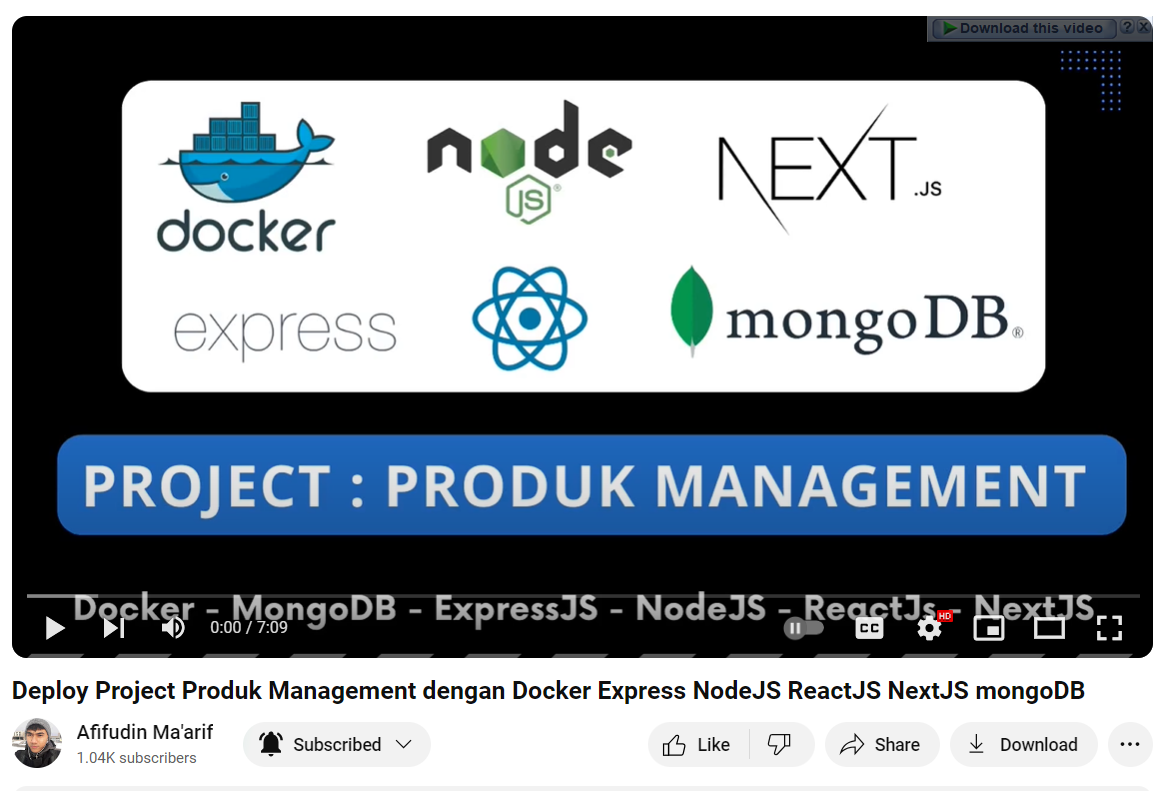 Download this video ? X
docker
node
JS ®
NEXT.JS
express
mongoDB®
PROJECT : PRODUK MANAGEMENT
Docker - MongoDB - ExpressJS - NodeJS - ReactJs - NextJS
0:00 / 7:09
CC
HD
Deploy Project Produk Management dengan Docker Express NodeJS ReactJS NextJS mongoDB
Afifudin Ma'arif
1.04K subscribers
Subscribed
Like
Share
Download